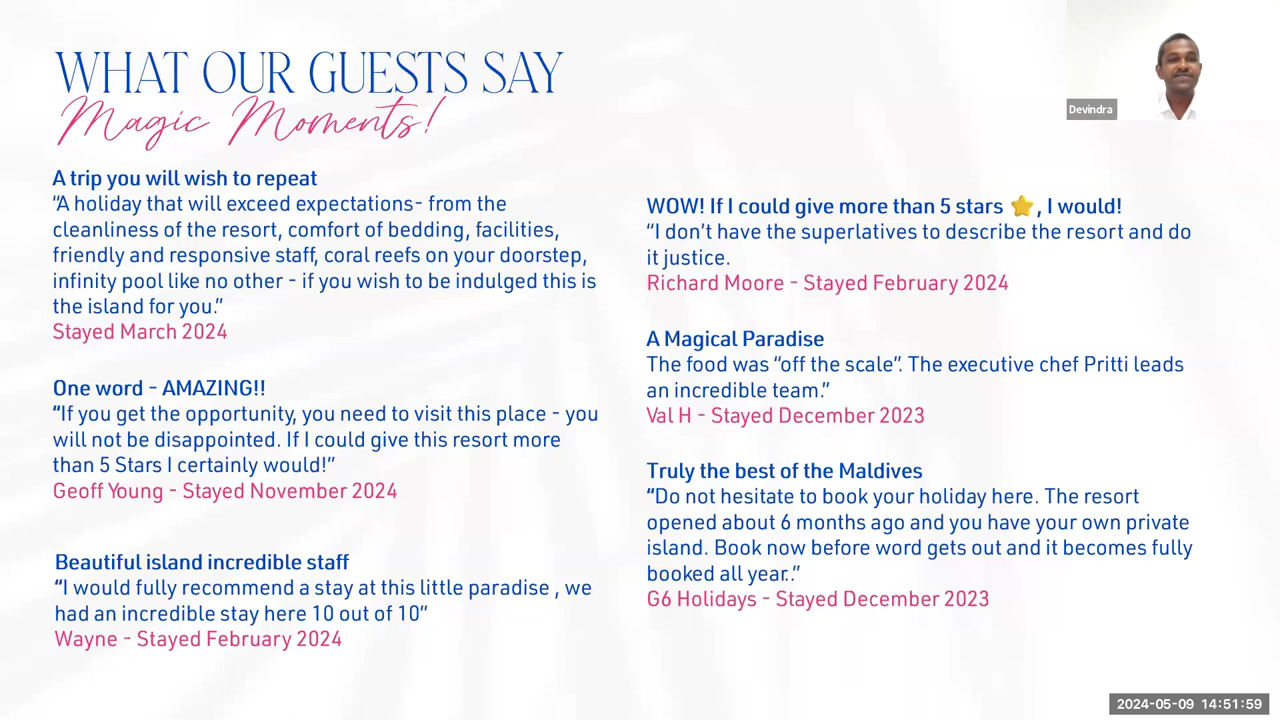 WHAT OUR GUESTS SAY
Magic Moments!
Devindra
A trip you will wish to repeat
“A holiday that will exceed expectations- from the
cleanliness of the resort, comfort of bedding, facilities,
friendly and responsive staff, coral reefs on your doorstep,
infinity pool like no other - if you wish to be indulged this is
the island for you.”
Stayed March 2024
One word - AMAZING!!
“If you get the opportunity, you need to visit this place - you
will not be disappointed. If I could give this resort more
than 5 Stars I certainly would!”
Geoff Young - Stayed November 2024
Beautiful island incredible staff
“I would fully recommend a stay at this little paradise , we
had an incredible stay here 10 out of 10”
Wayne - Stayed February 2024
WOW! If I could give more than 5 stars ⭐, I would!
“I don’t have the superlatives to describe the resort and do
it justice.
Richard Moore - Stayed February 2024
A Magical Paradise
The food was “off the scale”. The executive chef Pritti leads
an incredible team.”
Val H - Stayed December 2023
Truly the best of the Maldives
“Do not hesitate to book your holiday here. The resort
opened about 6 months ago and you have your own private
island. Book now before word gets out and it becomes fully
booked all year..”
G6 Holidays - Stayed December 2023
2024-05-09 14:51:59